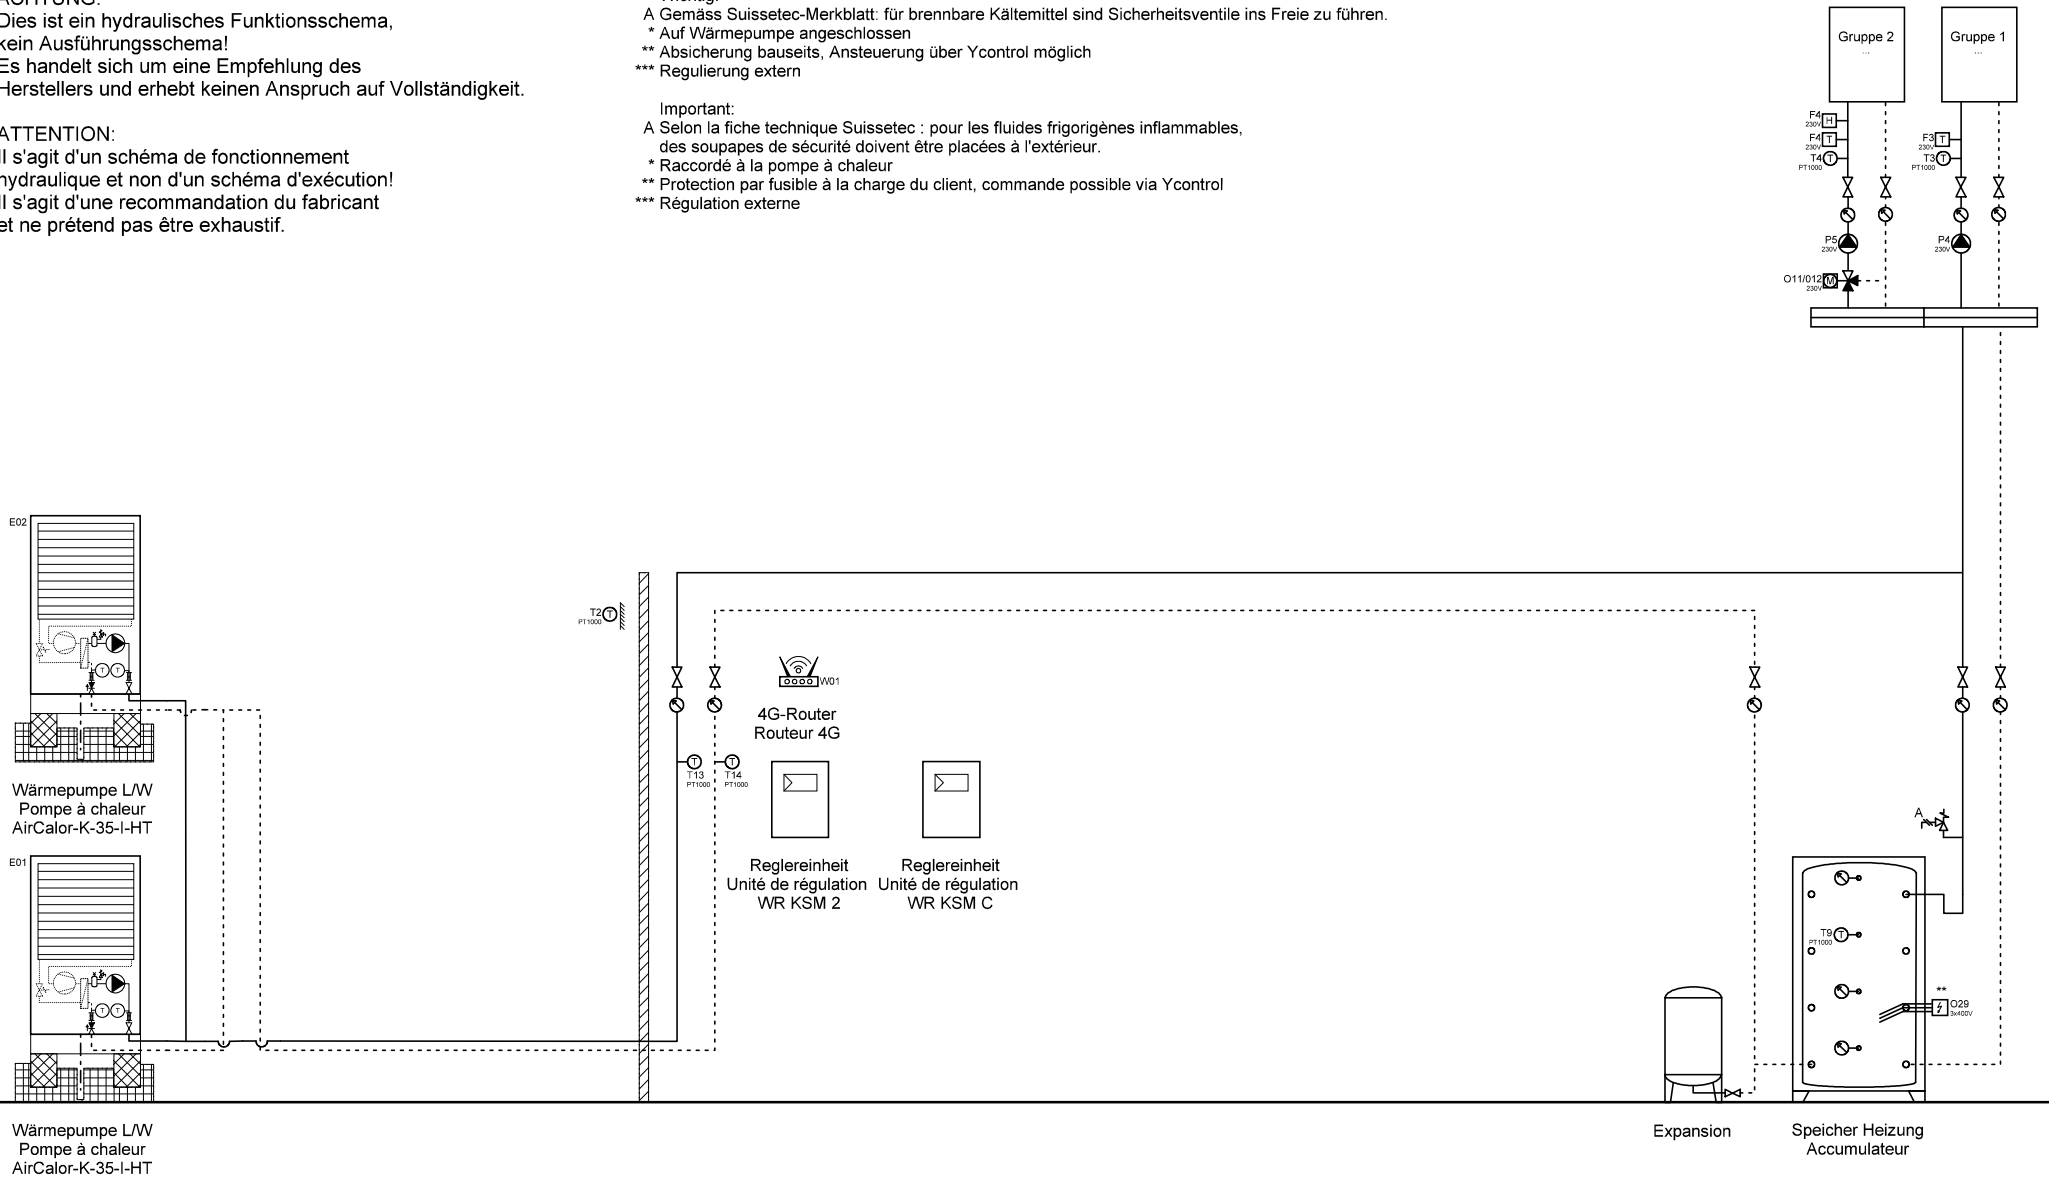 ACHTUNG:
Dies ist ein hydraulisches Funktionsschema,
kein Ausführungsschema!
Es handelt sich um eine Empfehlung des
Herstellers und erhebt keinen Anspruch auf Vollständigkeit.
ATTENTION:
Il s'agit d'un schéma de fonctionnement
hydraulique et non d'un schéma d'exécution!
Il s'agit d'une recommandation du fabricant
et ne prétend pas être exhaustif.
Wichtig:
A Gemäss Suissetec-Merkblatt: für brennbare Kältemittel sind Sicherheitsventile ins Freie zu führen.
* Auf Wärmepumpe angeschlossen
** Absicherung bauseits, Ansteuerung über Ycontrol möglich
*** Regulierung extern
Important:
A Selon la fiche technique Suissetec : pour les fluides frigorigènes inflammables,
des soupapes de sécurité doivent être placées à l'extérieur.
* Raccordé à la pompe à chaleur
** Protection par fusible à la charge du client, commande possible via Ycontrol
*** Régulation externe
Gruppe 2
...
Gruppe 1
...
F4 H
230V
F4 T
230V
T4 T
PT1000
F3 T
230V
T3 T
PT1000
P5
230V
P4
230V
O11/012 M
230V
E02
T T
Wärmepumpe L/W
Pompe à chaleur
AirCalor-K-35-I-HT
E01
T T
Wärmepumpe L/W
Pompe à chaleur
AirCalor-K-35-I-HT
T2 T
PT1000
W01
4G-Router
Routeur 4G
T
T13
PT1000
T
T14
PT1000
Reglereinheit
Unité de régulation
WR KSM 2
Reglereinheit
Unité de régulation
WR KSM C
A
T9 T
PT1000
**
O29
3x400V
Expansion
Speicher Heizung
Accumulateur